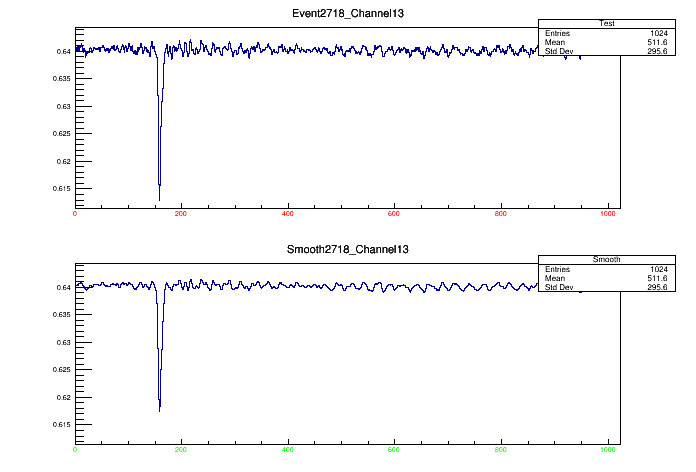 Event2718_Channel13
Test
Entries 1024
Mean 511.6
Std Dev 295.6
0.64
0.635
0.63
0.625
0.62
0.615
0 200 400 600 800 1000
Smooth2718_Channel13
Smooth
Entries 1024
Mean 511.6
Std Dev 295.6
0.64
0.635
0.63
0.625
0.62
0.615
0 200 400 600 800 1000